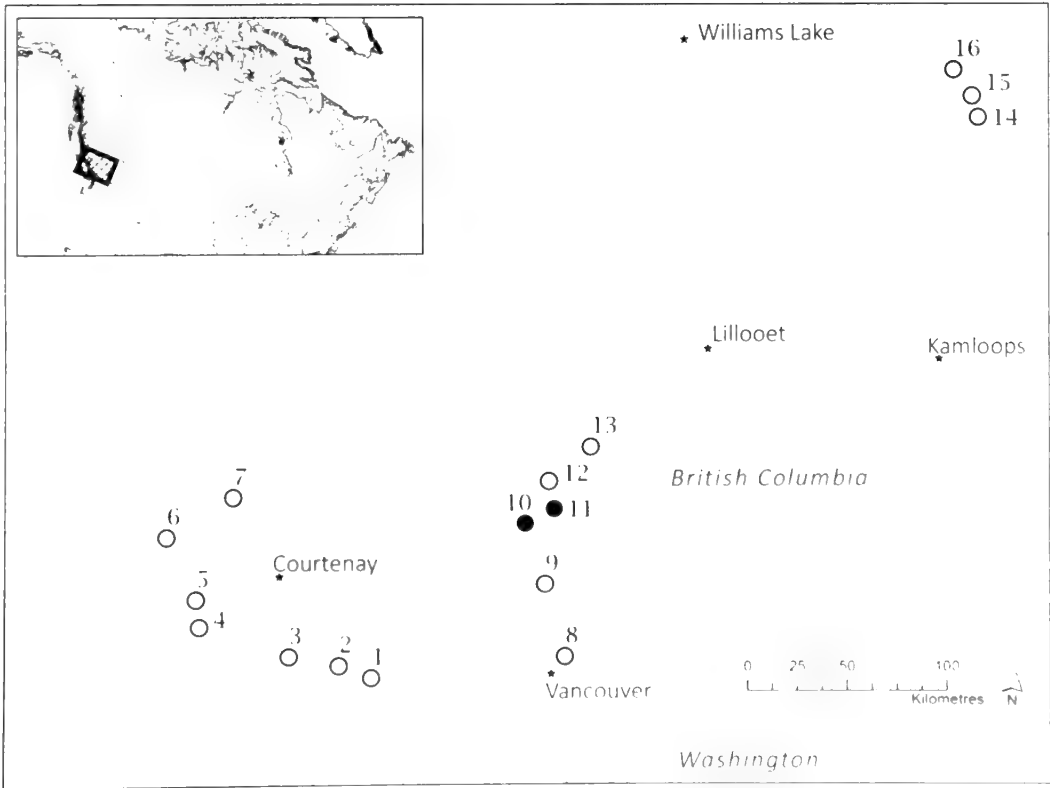 Williams Lake
16
15
14
Lillooet
Kamloops
13
British Columbia
12
7
10
11
6
Courtenay
9
5
4
3
2
1
8
0 25 50 100
Kilometres
N
Vancouver
Washington